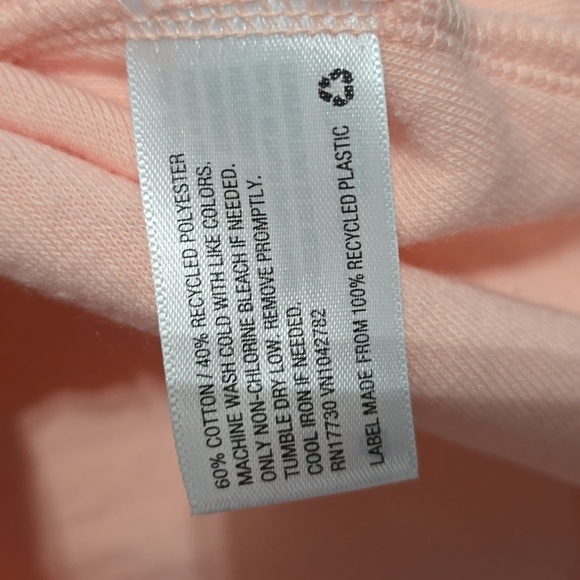 60% COTTON / 40% RECYCLED POLYESTER
MACHINE WASH COLD WITH LIKE COLORS.
ONLY NON-CHLORINE BLEACH IF NEEDED.
TUMBLE DRY LOW. REMOVE PROMPTLY.
COOL IRON IF NEEDED.
RN17730 VN1042782
LABEL MADE FROM 100% RECYCLED PLASTIC